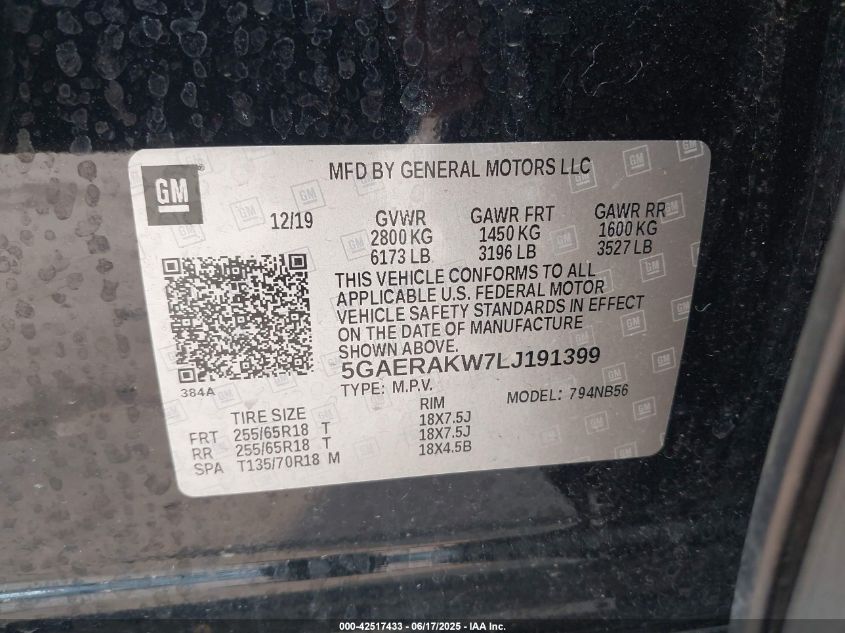 GM
MFD BY GENERAL MOTORS LLC
12/19
GVWR GAWR FRT GAWR RR
2800 KG 1450 KG 1600 KG
6173 LB 3196 LB 3527 LB
THIS VEHICLE CONFORMS TO ALL
APPLICABLE U.S. FEDERAL MOTOR
VEHICLE SAFETY STANDARDS IN EFFECT
ON THE DATE OF MANUFACTURE
SHOWN ABOVE.
5GAERAKW7LJ191399
384A
TYPE: M.P.V. MODEL: 794NB56
TIRE SIZE RIM
FRT 255/65R18 T 18X7.5J
RR 255/65R18 T 18X7.5J
SPA T135/70R18 M 18X4.5B
000-42517433 - 06/17/2025 - IAA Inc.